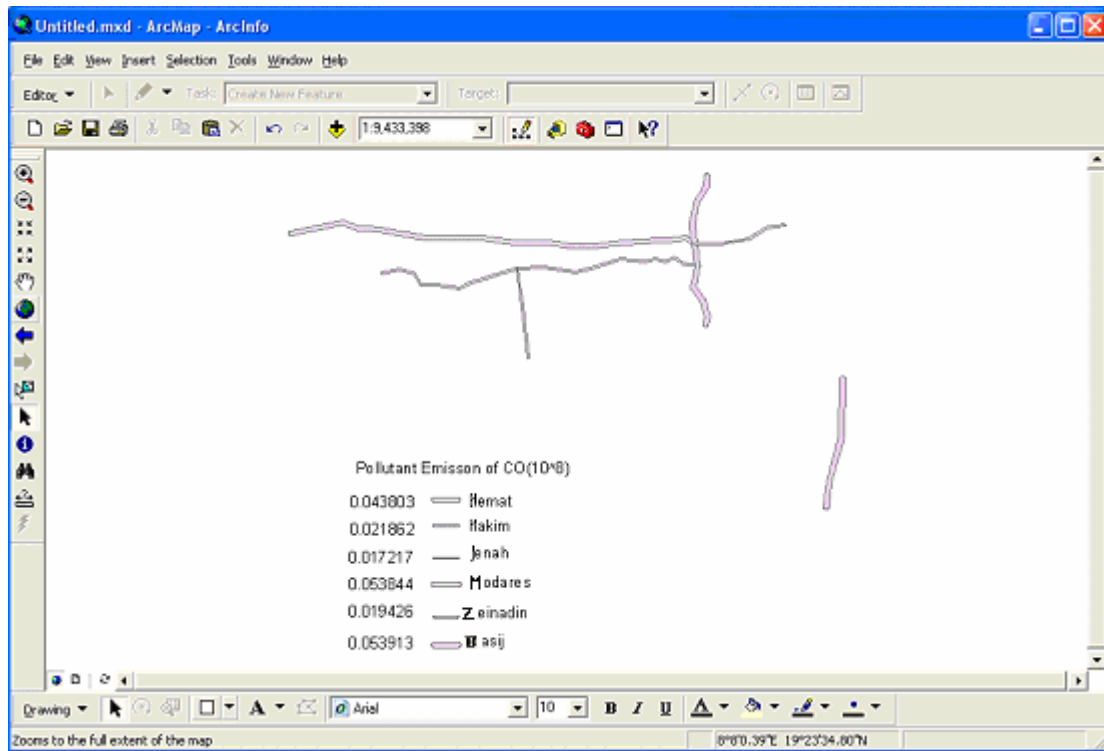 Untitled.mxd - ArcMap - ArcInfo
File Edit View Insert Selection Tools Window Help
Editor Task: Create New Feature Target:
1:9,433,398
Pollutant Emisson of CO(10^8)
0.043803 Hemat
0.021862 Hakim
0.017217 Jenah
0.053844 Modares
0.019426 Zeinadin
0.053913 Basij
Drawing A Arial 10 B I U A
Zooms to the full extent of the map 8°8'0.39"E 19°23'34.80"N